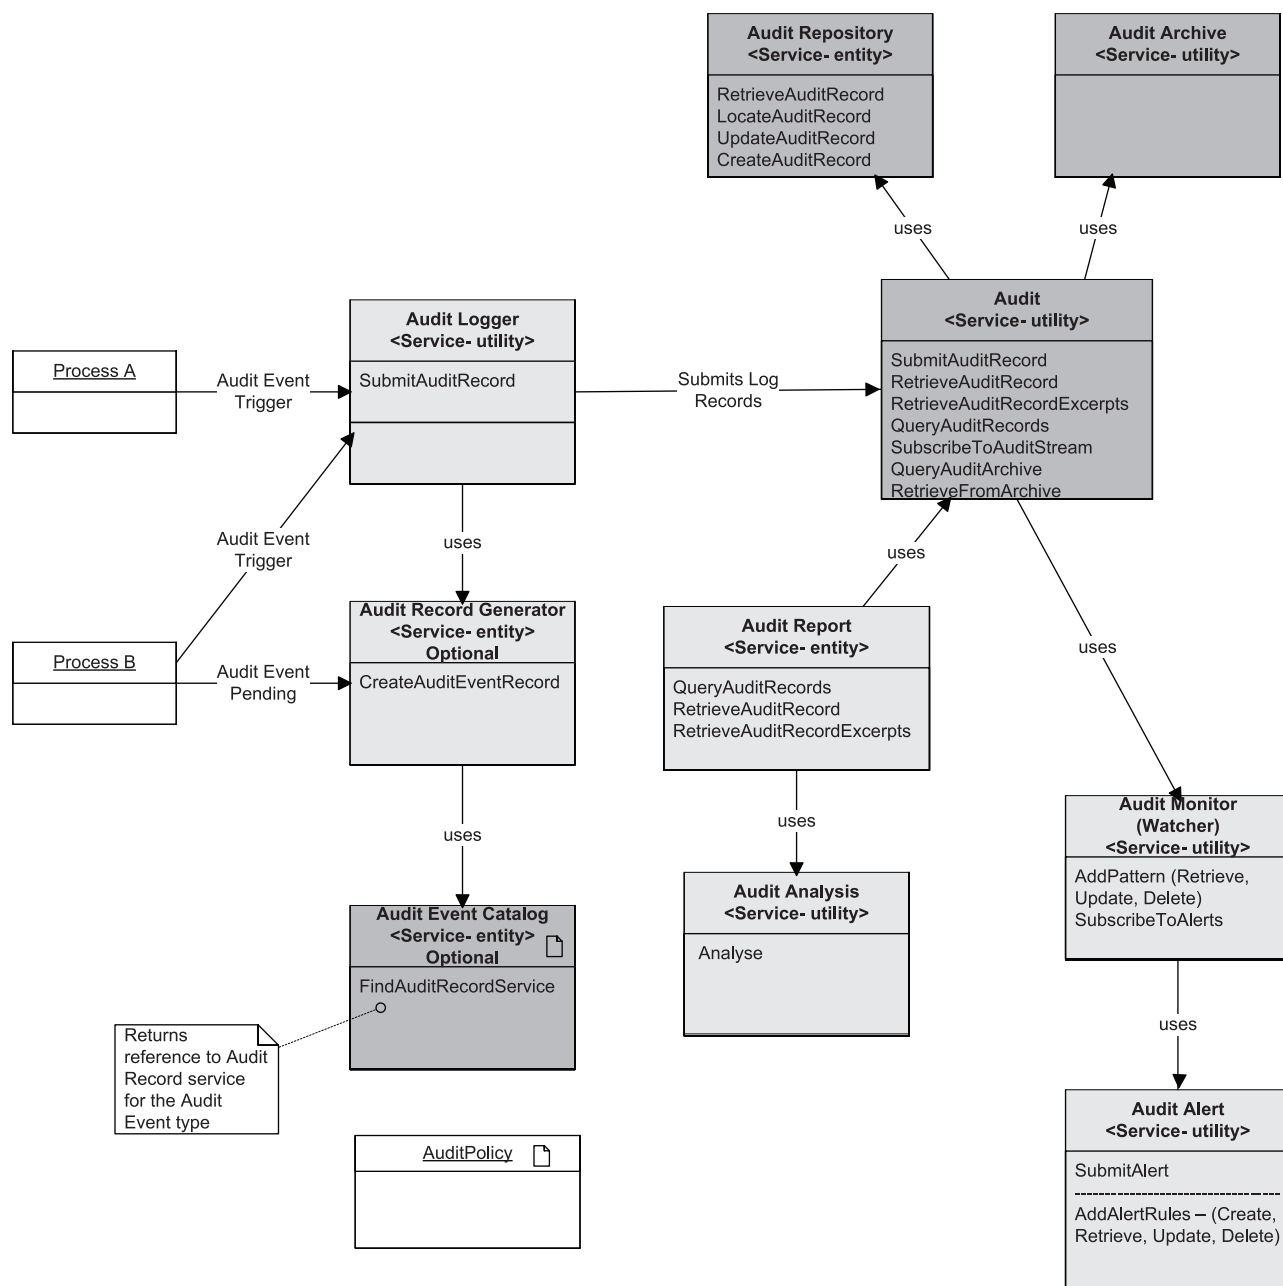 Audit Repository
<Service- entity>
RetrieveAuditRecord
LocateAuditRecord
UpdateAuditRecord
CreateAuditRecord
Audit Archive
<Service- utility>
uses
uses
Audit
<Service- utility>
SubmitAuditRecord
RetrieveAuditRecord
RetrieveAuditRecordExcerpts
QueryAuditRecords
SubscribeToAuditStream
QueryAuditArchive
RetrieveFromArchive
Audit Logger
<Service- utility>
SubmitAuditRecord
Process A
Audit Event
Trigger
Submits Log
Records
Audit Event
Trigger
uses
uses
Process B
Audit Event
Pending
Audit Record Generator
<Service- entity>
Optional
CreateAuditEventRecord
Audit Report
<Service- entity>
QueryAuditRecords
RetrieveAuditRecord
RetrieveAuditRecordExcerpts
uses
uses
uses
Audit Monitor
(Watcher)
<Service- utility>
AddPattern (Retrieve,
Update, Delete)
SubscribeToAlerts
Audit Event Catalog
<Service- entity>
Optional
FindAuditRecordService
Audit Analysis
<Service- utility>
Analyse
Returns
reference to Audit
Record service
for the Audit
Event type
uses
AuditPolicy
Audit Alert
<Service- utility>
SubmitAlert
AddAlertRules – (Create,
Retrieve, Update, Delete)